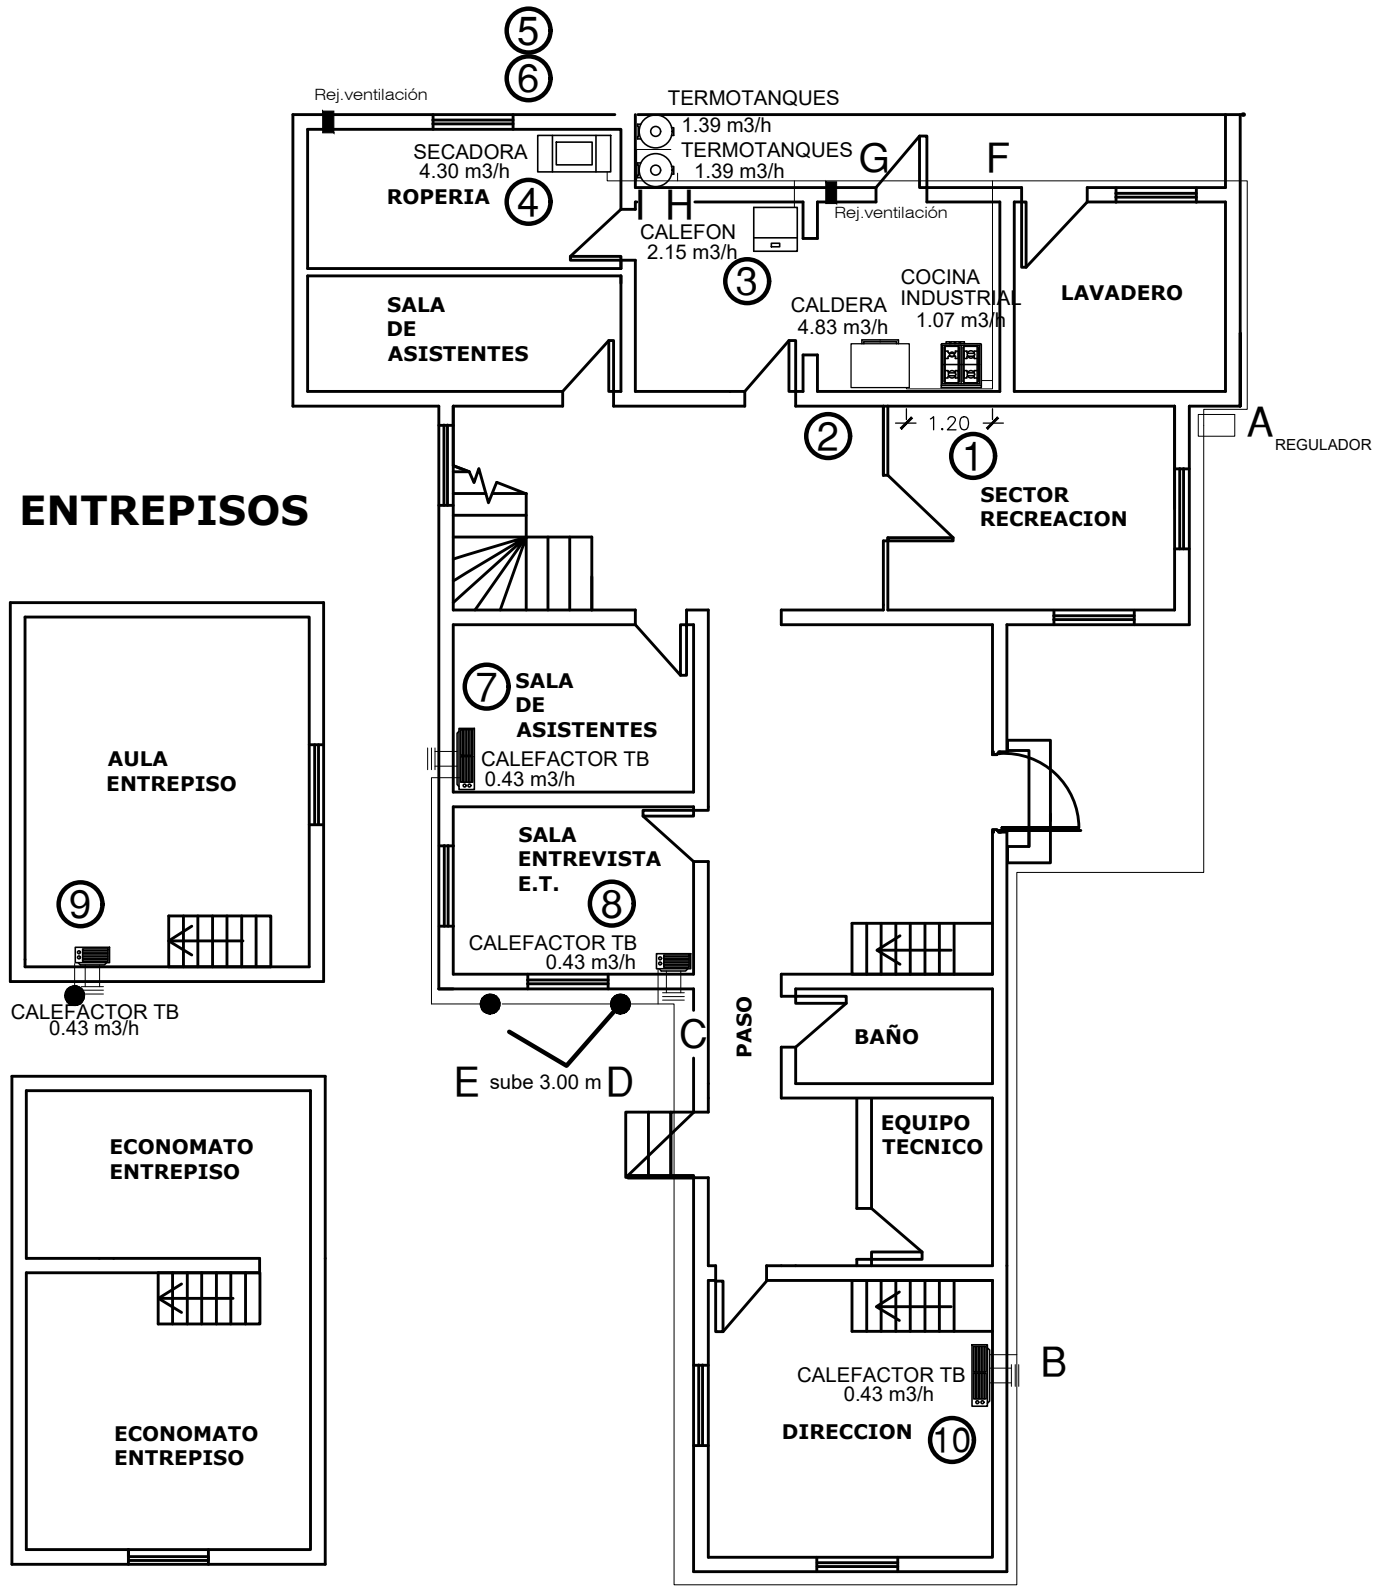 5
6
Rej.ventilación
TERMOTANQUES
1.39 m3/h
TERMOTANQUES
1.39 m3/h
G
F
SECADORA
4.30 m3/h
ROPERIA
4
H
Rej.ventilación
CALEFON
2.15 m3/h
3
COCINA
INDUSTRIAL
1.07 m3/h
CALDERA
4.83 m3/h
LAVADERO
SALA
DE
ASISTENTES
2
1.20
1
A
REGULADOR
SECTOR
RECREACION
ENTREPISOS
7
SALA
DE
ASISTENTES
CALEFACTOR TB
0.43 m3/h
AULA
ENTREPISO
SALA
ENTREVISTA
E.T.
8
9
CALEFACTOR TB
0.43 m3/h
CALEFACTOR TB
0.43 m3/h
C
PASO
BAÑO
E sube 3.00 m D
EQUIPO
TECNICO
ECONOMATO
ENTREPISO
B
CALEFACTOR TB
0.43 m3/h
DIRECCION
10
ECONOMATO
ENTREPISO